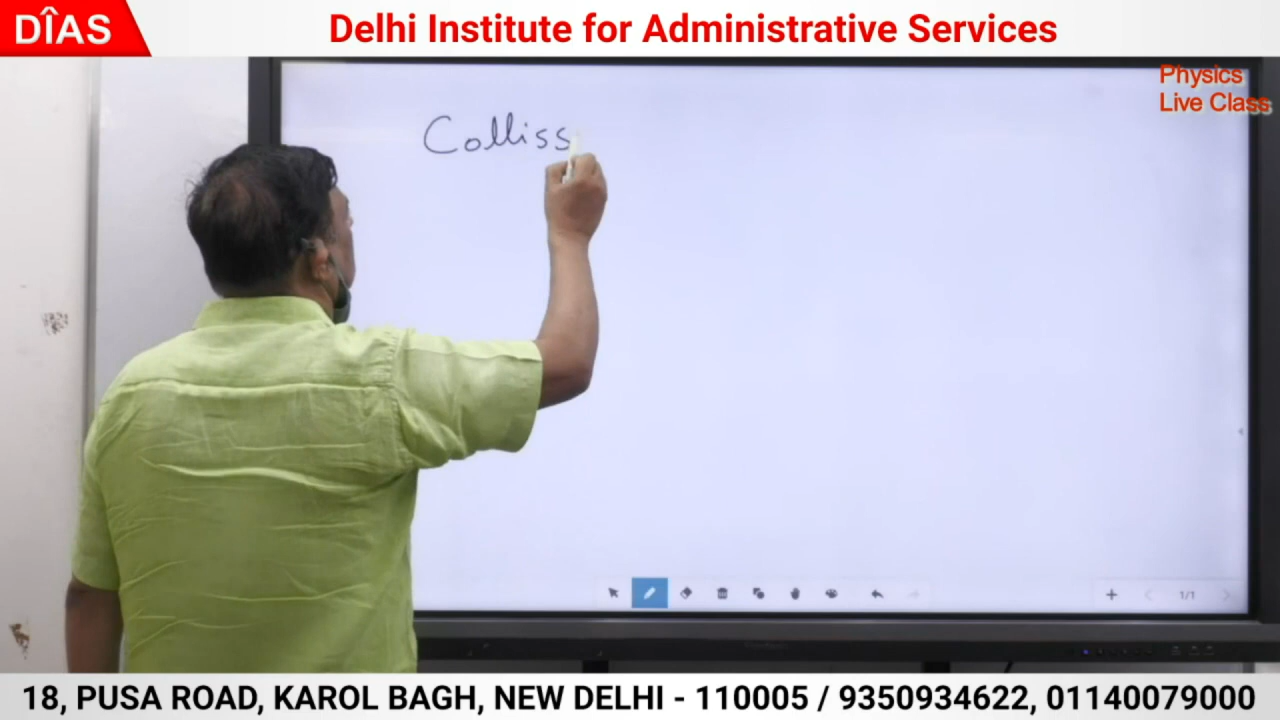 DÎAS
Delhi Institute for Administrative Services
Physics
Live Class
Colliss
1/1
18, PUSA ROAD, KAROL BAGH, NEW DELHI - 110005 / 9350934622, 01140079000